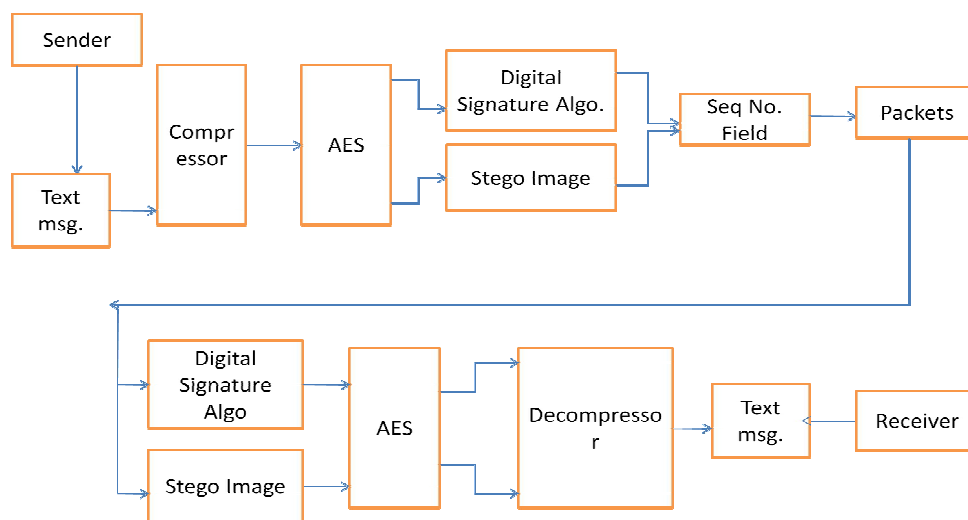 Sender
Text
msg.
Compr
essor
AES
Digital
Signature Algo.
Stego Image
Seq No.
Field
Packets
Digital
Signature
Algo
Stego Image
AES
Decompresso
r
Text
msg.
Receiver